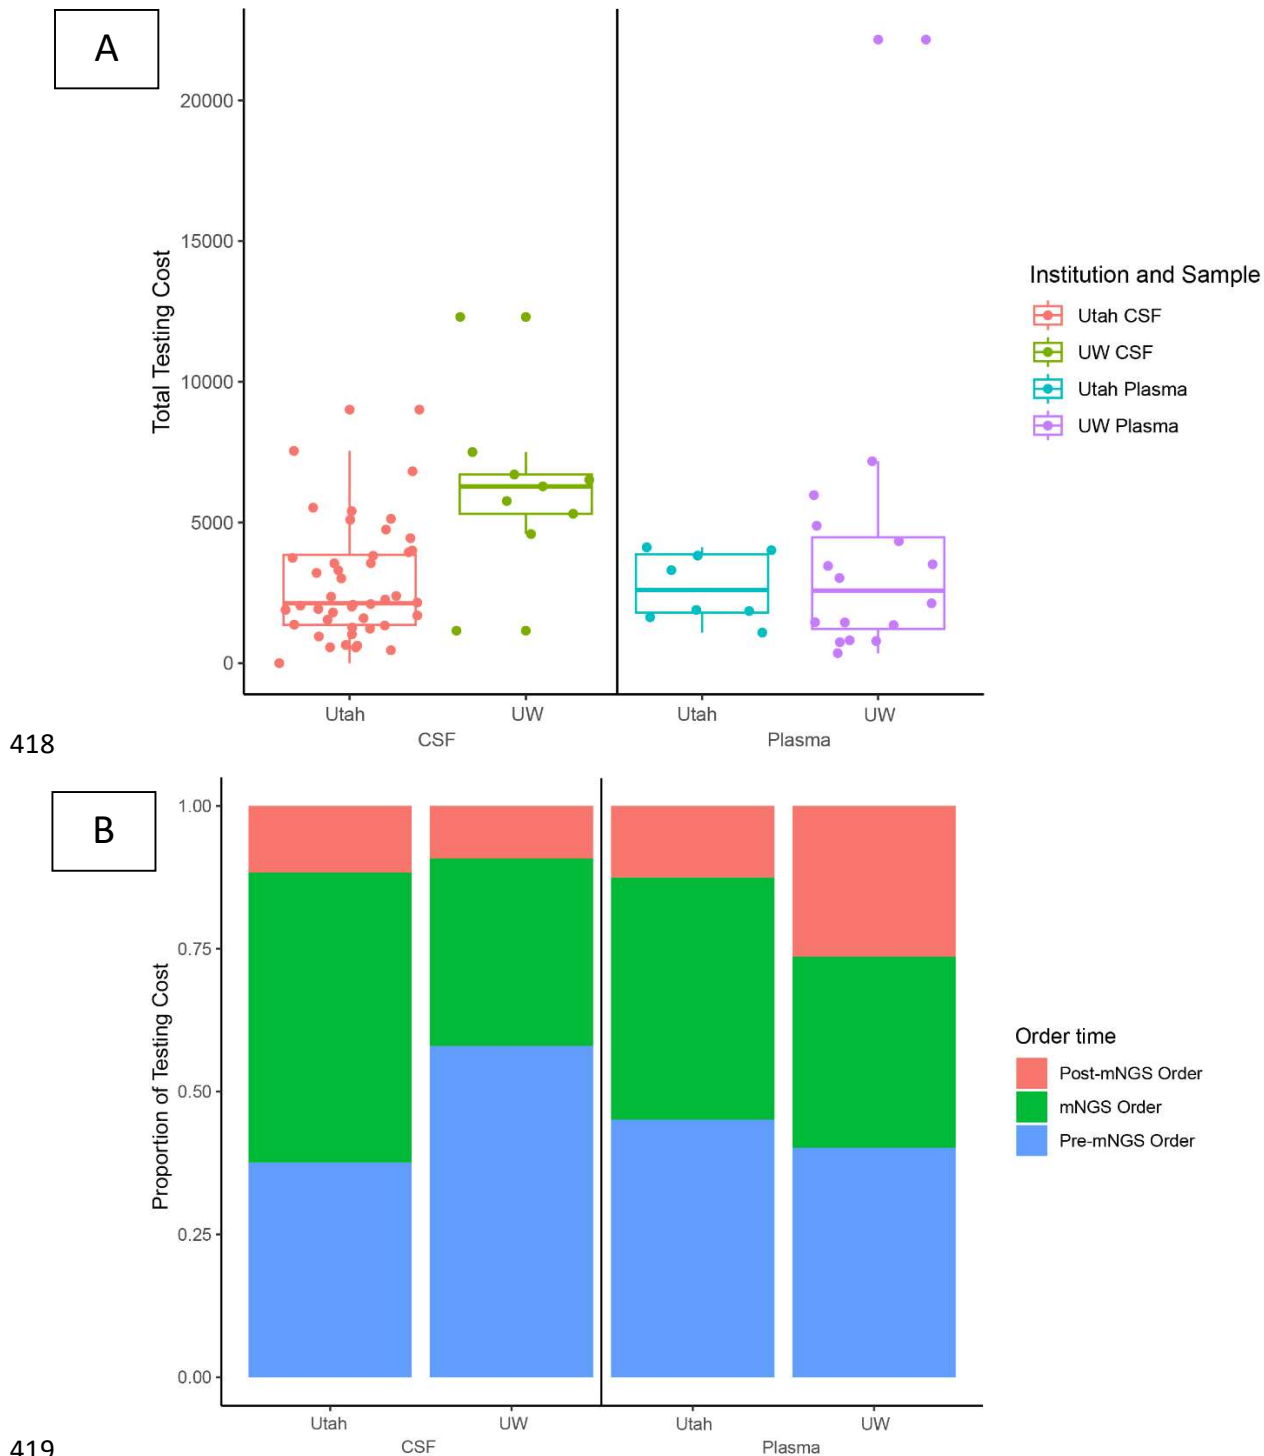 A
Total Testing Cost
20000
15000
10000
5000
0
Utah UW Utah UW
CSF Plasma
Institution and Sample
Utah CSF
UW CSF
Utah Plasma
UW Plasma
418
B
Proportion of Testing Cost
1.00
0.75
0.50
0.25
0.00
Utah UW Utah UW
CSF Plasma
Order time
Post-mNGS Order
mNGS Order
Pre-mNGS Order
419